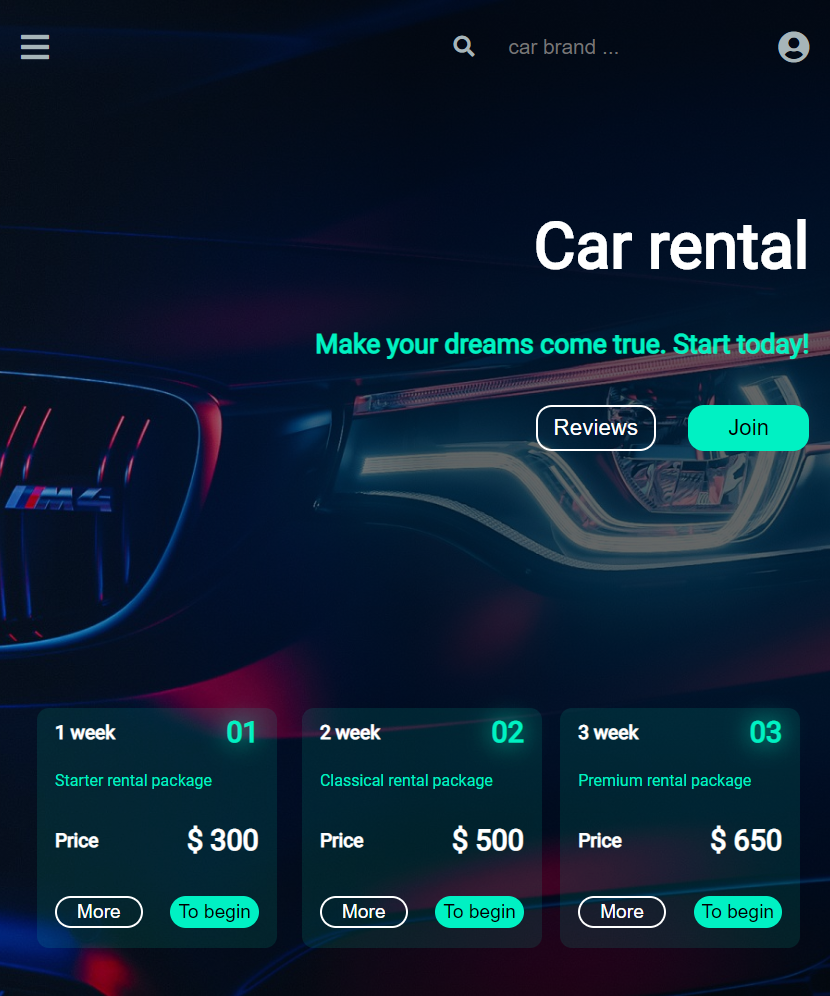 car brand ...
Car rental
Make your dreams come true. Start today!
Reviews
Join
M4
1 week
01
Starter rental package
Price
$ 300
More
To begin
2 week
02
Classical rental package
Price
$ 500
More
To begin
3 week
03
Premium rental package
Price
$ 650
More
To begin